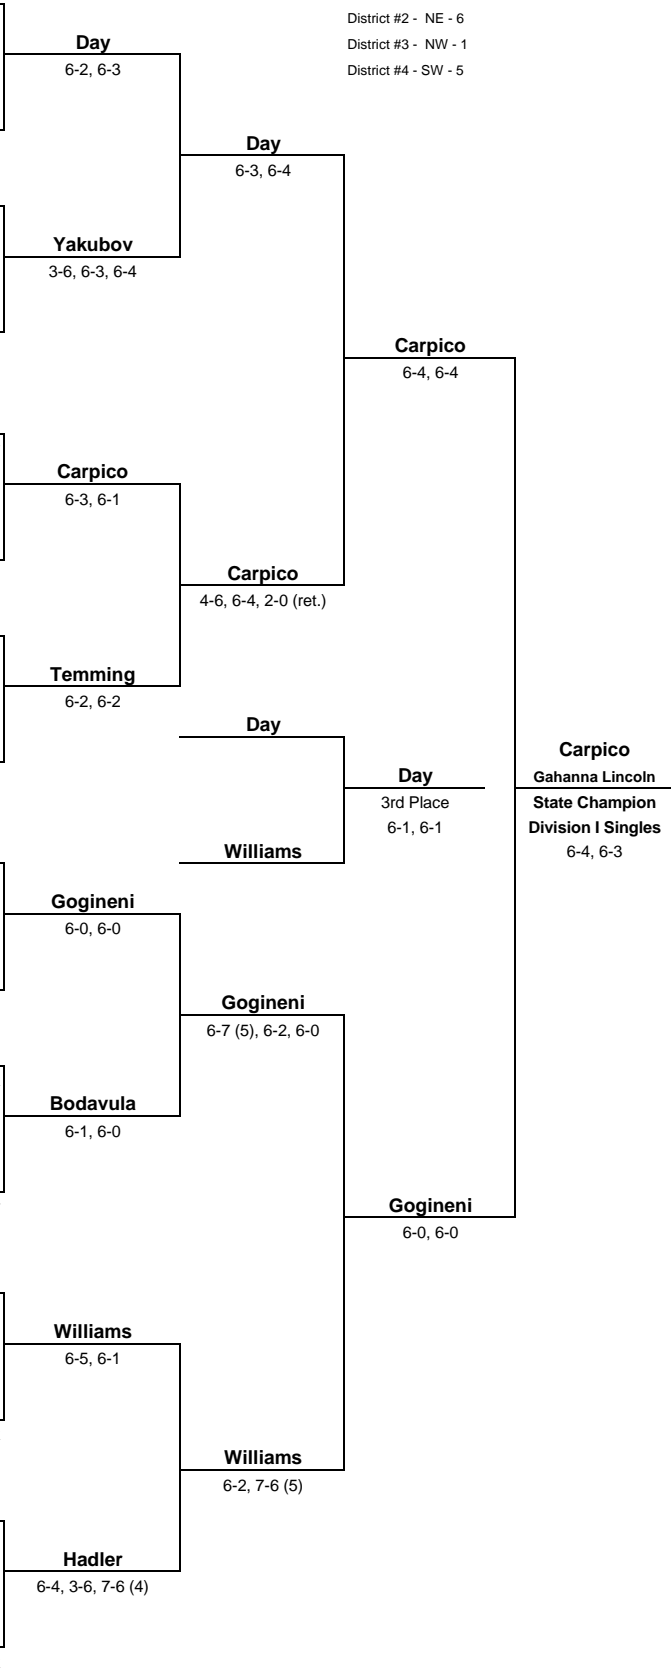 District #2 - NE - 6
Day
6-2, 6-3
District #3 - NW - 1
District #4 - SW - 5
Day
6-3, 6-4
Yakubov
3-6, 6-3, 6-4
Carpico
6-4, 6-4
Carpico
6-3, 6-1
Carpico
4-6, 6-4, 2-0 (ret.)
Temming
6-2, 6-2
Day
Day
3rd Place
6-1, 6-1
Williams
Carpico
Gahanna Lincoln
State Champion
Division I Singles
6-4, 6-3
Gogineni
6-0, 6-0
Gogineni
6-7 (5), 6-2, 6-0
Bodavula
6-1, 6-0
Gogineni
6-0, 6-0
Williams
6-5, 6-1
Williams
6-2, 7-6 (5)
Hadler
6-4, 3-6, 7-6 (4)